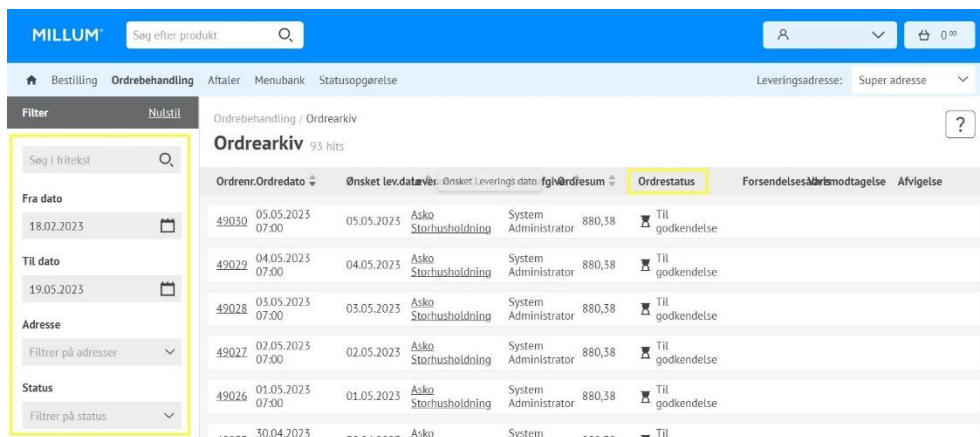 MILLUM
Søg efter produkt
0 00
Bestilling Ordrebehandling Aftaler Menubank Statusopgørelse
Leveringsadresse: Super adresse
Filter Nulstil
Søg i fritekst
Fra dato
18.02.2023
Til dato
19.05.2023
Adresse
Filtrer på adresser
Status
Filtrer på status
Ordrebehandling / Ordrearkiv
?
Ordrearkiv 93 hits
Ordrenr. Ordredato Ønsket lev.dato Ønsket Leverings dato Ordresum Ordrestatus Varemodtagelse Afvigelse
49030 05.05.2023 07:00 05.05.2023 Asko Storhusholdning System Administrator 880,38 Til godkendelse
49029 04.05.2023 07:00 04.05.2023 Asko Storhusholdning System Administrator 880,38 Til godkendelse
49028 03.05.2023 07:00 03.05.2023 Asko Storhusholdning System Administrator 880,38 Til godkendelse
49027 02.05.2023 07:00 02.05.2023 Asko Storhusholdning System Administrator 880,38 Til godkendelse
49026 01.05.2023 07:00 01.05.2023 Asko Storhusholdning System Administrator 880,38 Til godkendelse
30.04.2023 Asko System Til